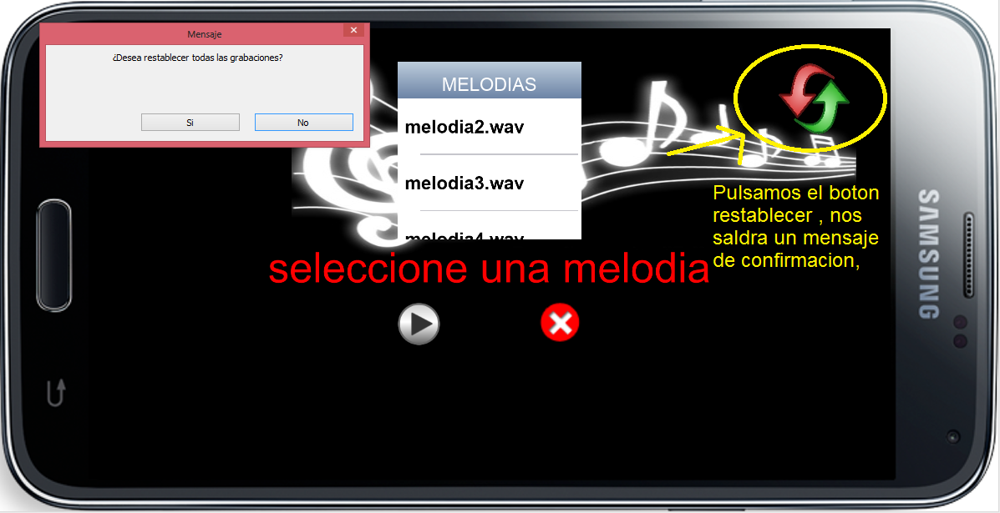 Mensaje
¿Desea restablecer todas las grabaciones?
Si
No
MELODIAS
melodia2.wav
melodia3.wav
melodia4.wav
seleccione una melodia
Pulsamos el boton
restablecer , nos
saldra un mensaje
de confirmacion,
SAMSUNG